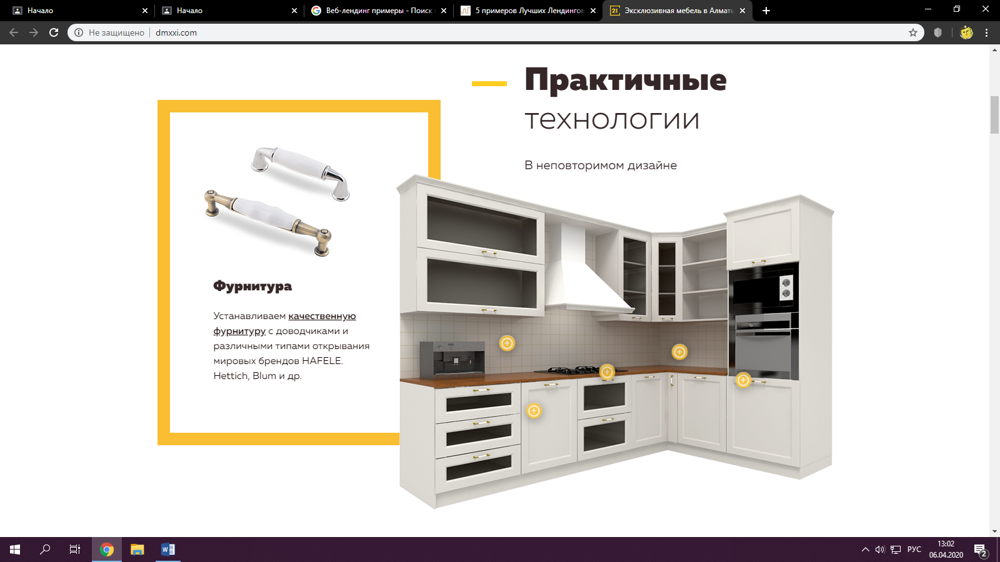 Начало
Начало
Веб-лендинг примеры - Поиск
5 примеров Лучших Лендингов
21
Эксклюзивная мебель в Алматы
Не защищено
dmxxi.com
Практичные
технологии
В неповторимом дизайне
Фурнитура
Устанавливаем качественную
фурнитуру с доводчиками и
различными типами открывания
мировых брендов HAFELE.
Hettich, Blum и др.
РУС
13:02
06.04.2020
2